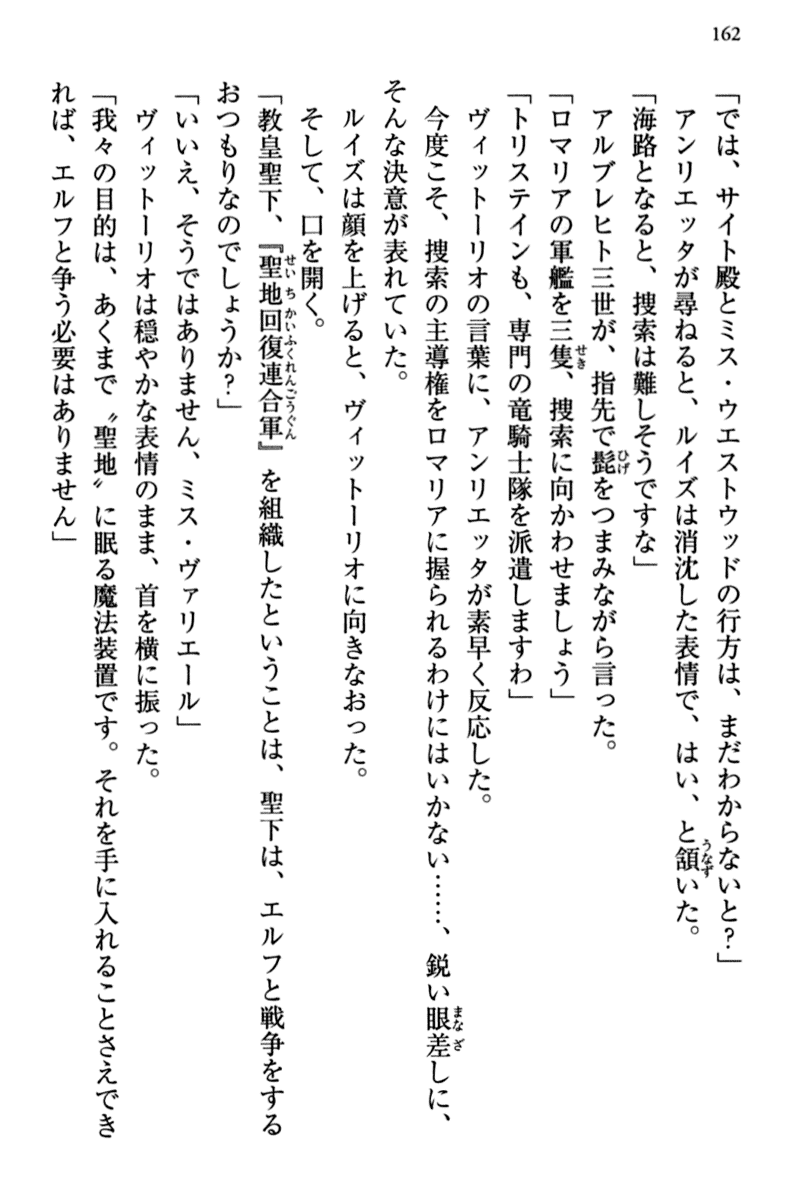 162
「では、サイト殿とミス・ウエストウッドの行方は、まだわからないと?」
アンリエッタが尋ねると、ルイズは消沈した表情で、はい、と頷いた。
「海路となると、捜索は難しそうですな」
アルブレヒト三世が、指先で髭をつまみながら言った。
「ロマリアの軍艦を三隻、捜索に向かわせましょう」
「トリステインも、専門の竜騎士隊を派遣しますわ」
ヴィットーリオの言葉に、アンリエッタが素早く反応した。
今度こそ、捜索の主導権をロマリアに握られるわけにはいかない……、鋭い眼差しに、
そんな決意が表れていた。
ルイズは顔を上げると、ヴィットーリオに向きなおった。
そして、口を開く。
「教皇聖下、『聖地回復連合軍』を組織したということは、聖下は、エルフと戦争をする
おつもりなのでしょうか?」
「いいえ、そうではありません、ミス・ヴァリエール」
ヴィットーリオは穏やかな表情のまま、首を横に振った。
「我々の目的は、あくまで〝聖地〟に眠る魔法装置です。それを手に入れることさえでき
れば、エルフと争う必要はありません」